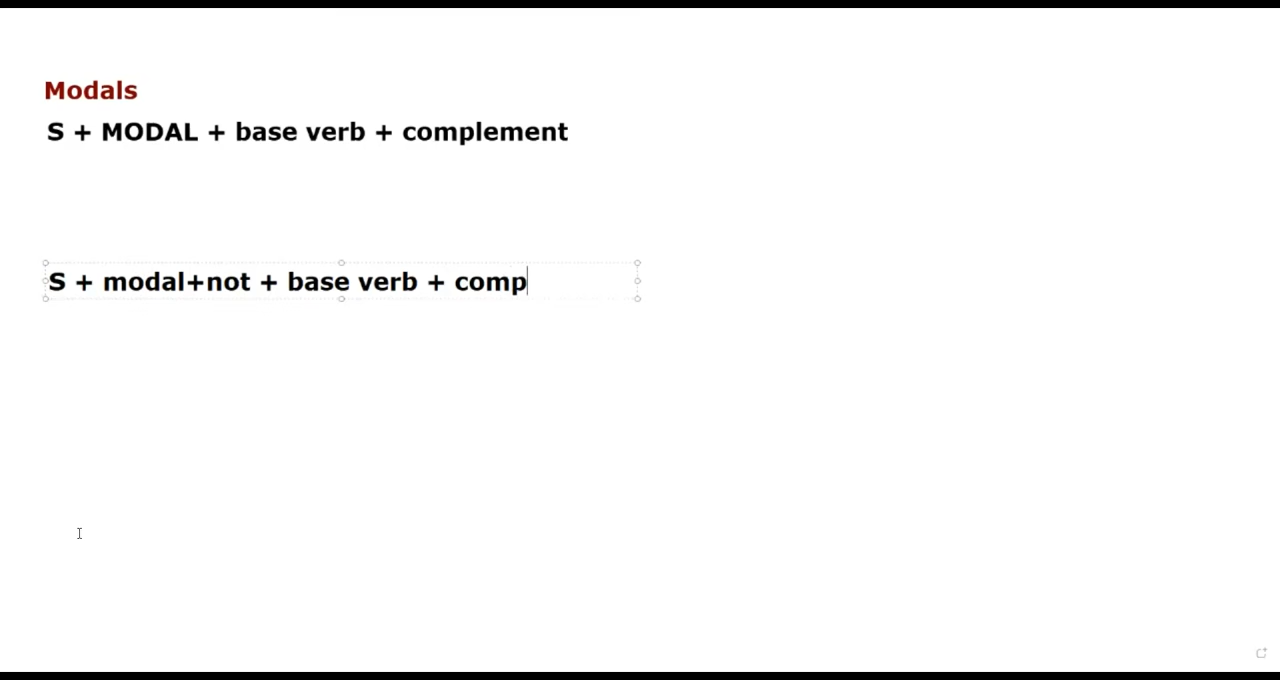 Modals
S + MODAL + base verb + complement
S + modal+not + base verb + comp